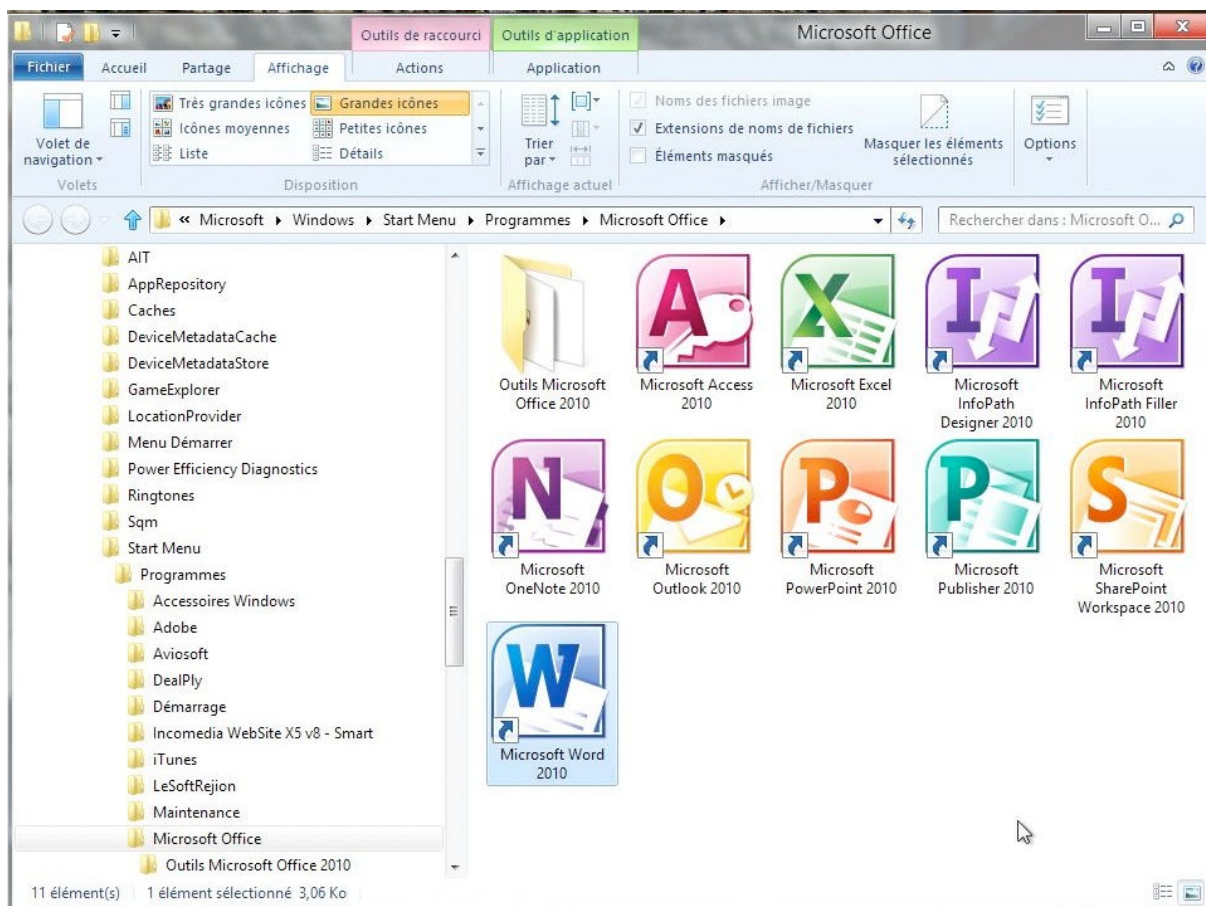 Outils de raccourci Outils d'application Microsoft Office
Fichier Accueil Partage Affichage Actions Application
Très grandes icônes Grandes icônes
Icônes moyennes Petites icônes
Liste Détails
Volet de
navigation
Volets
Disposition
Trier
par
Affichage actuel
Noms des fichiers image
Extensions de noms de fichiers
Éléments masqués
Masquer les éléments
sélectionnés
Afficher/Masquer
Options
« Microsoft Windows Start Menu Programmes Microsoft Office
Rechercher dans : Microsoft O...
AIT
AppRepository
Caches
DeviceMetadataCache
DeviceMetadataStore
GameExplorer
LocationProvider
Menu Démarrer
Power Efficiency Diagnostics
Ringtones
Sqm
Start Menu
Programmes
Accessoires Windows
Adobe
Aviosoft
DealPly
Démarrage
Incomedia WebSite X5 v8 - Smart
iTunes
LeSoftRejion
Maintenance
Microsoft Office
Outils Microsoft Office 2010
Outils Microsoft
Office 2010
A
Microsoft Access
2010
X
Microsoft Excel
2010
I
Microsoft
InfoPath
Designer 2010
I
Microsoft
InfoPath Filler
2010
N
Microsoft
OneNote 2010
O
Microsoft
Outlook 2010
P
Microsoft
PowerPoint 2010
P
Microsoft
Publisher 2010
S
Microsoft
SharePoint
Workspace 2010
W
Microsoft Word
2010
11 élément(s) 1 élément sélectionné 3,06 Ko